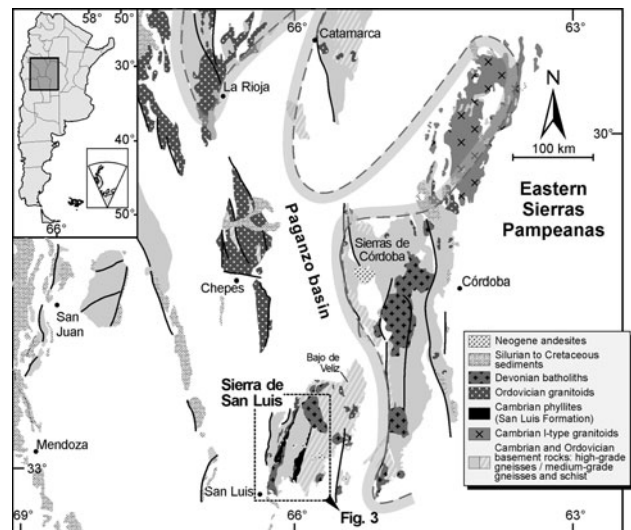 58°
50°
66°
63°
Catamarca
30°
La Rioja
N
30°
40°
100 km
Eastern
Sierras
Pampeanas
50°
66°
Paganzo basin
Sierras de
Córdoba
Córdoba
Chepes
San
Juan
Neogene andesites
Silurian to Cretaceous
sediments
Devonian batholiths
Ordovician granitoids
Cambrian phyllites
(San Luis Formation)
Cambrian I-type granitoids
Cambrian and Ordovician
basement rocks: high-grade
gneisses / medium-grade
gneisses and schist
Bajo de
Veliz
Sierra de
San Luis
Mendoza
33
San Luis
Fig. 3
69°
66
63°